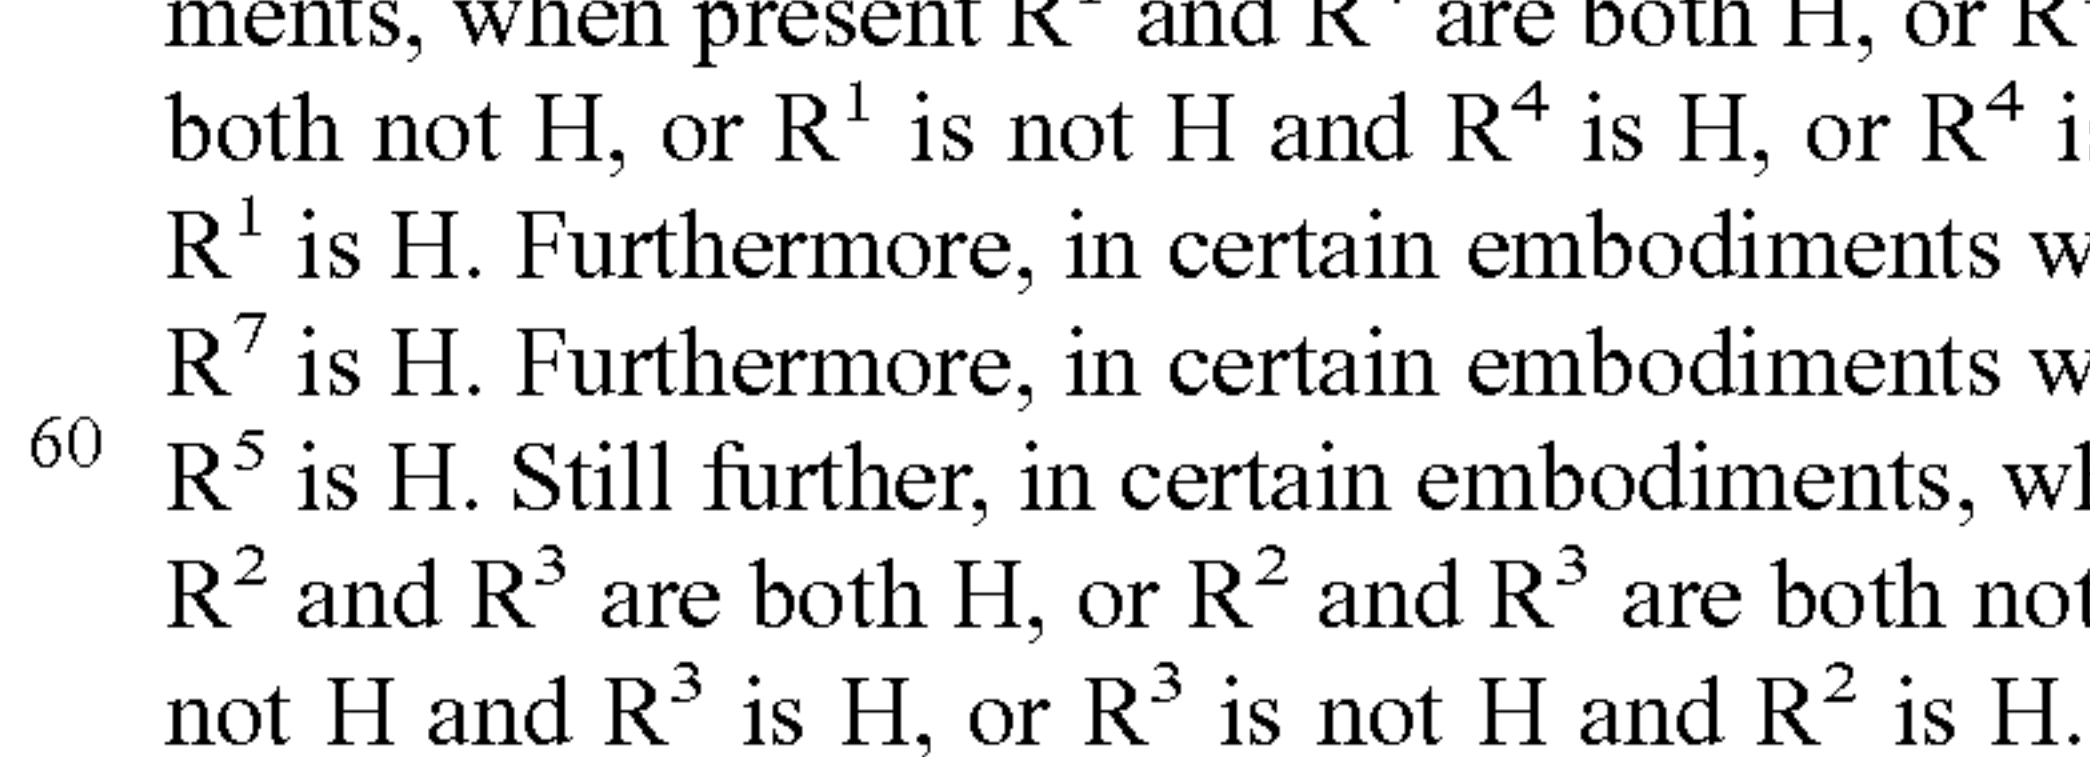 ments, when present R¹ and R⁴ are both H, or R
both not H, or R¹ is not H and R⁴ is H, or R⁴
R¹ is H. Furthermore, in certain embodiments
R⁷ is H. Furthermore, in certain embodiments
60 R⁵ is H. Still further, in certain embodiments,
R² and R³ are both H, or R² and R³ are both not
not H and R³ is H, or R³ is not H and R² is H.